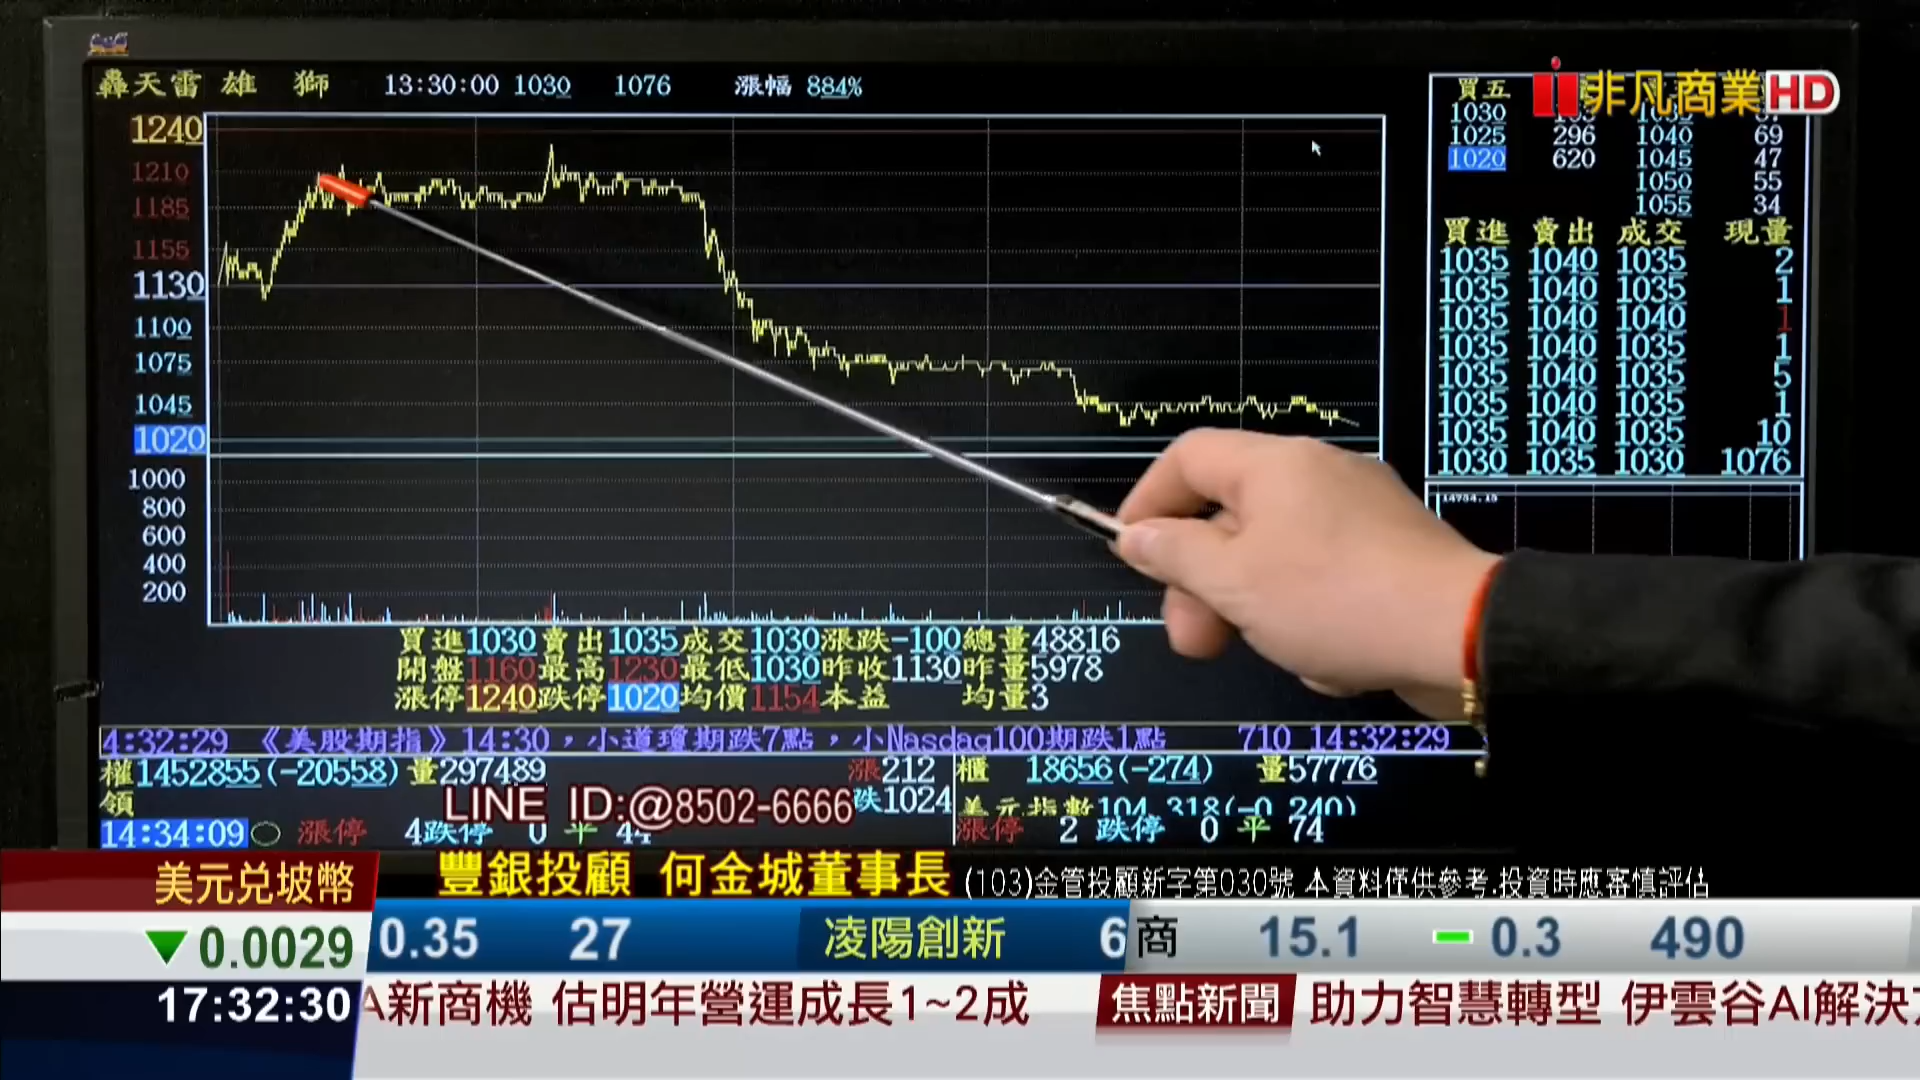 轟天雷 雄 獅 13:30:00 1030 1076 漲幅 884%
非凡商業HD
1240
1210
1185
1155
1130
1100
1075
1045
1020
1000
800
600
400
200
買五
1030
1025 296 1040 69
1020 620 1045 47
1050 55
1055 34
買進 賣出 成交 現量
1035 1040 1035 2
1035 1040 1035 1
1035 1040 1040 1
1035 1040 1035 1
1035 1040 1035 5
1035 1040 1035 1
1035 1040 1035 10
1030 1035 1030 1076
買進1030賣出1035成交1030漲跌-100總量48816
開盤1160最高1230最低1030昨收1130昨量5978
漲停1240跌停1020均價1154本益 均量3
4:32:29 《美股期指》14:30,小道瓊期跌7點,小Nasdaq100期跌1點 710 14:32:29
權1452855(-20558)量297489 漲212 櫃 18656(-274) 量57776
領 跌1024 美元指數104.318(-0.240)
LINE ID:@8502-6666
14:34:09 漲停 4跌停 0 平 44 漲停 2 跌停 0 平 74
豐銀投顧 何金城董事長 (103)金管投顧新字第030號 本資料僅供參考.投資時應審慎評估
美元兌坡幣
▼0.0029
0.35 27 凌陽創新 6 商 15.1 0.3 490
17:32:30
A新商機 估明年營運成長1~2成 焦點新聞 助力智慧轉型 伊雲谷AI解決